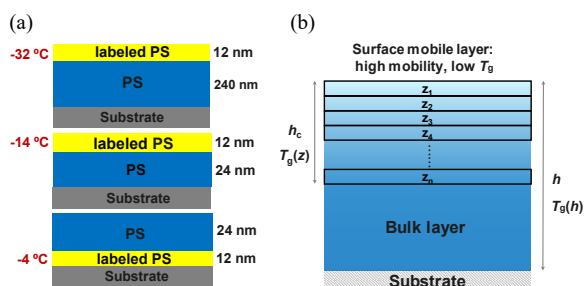 (a)
-32 ºC labeled PS 12 nm
PS 240 nm
Substrate
-14 ºC labeled PS 12 nm
PS 24 nm
Substrate
PS 24 nm
-4 ºC labeled PS 12 nm
Substrate
(b)
Surface mobile layer:
high mobility, low Tg
z1
z2
z3
z4
zn
hc
Tg(z)
h
Tg(h)
Bulk layer
Substrate